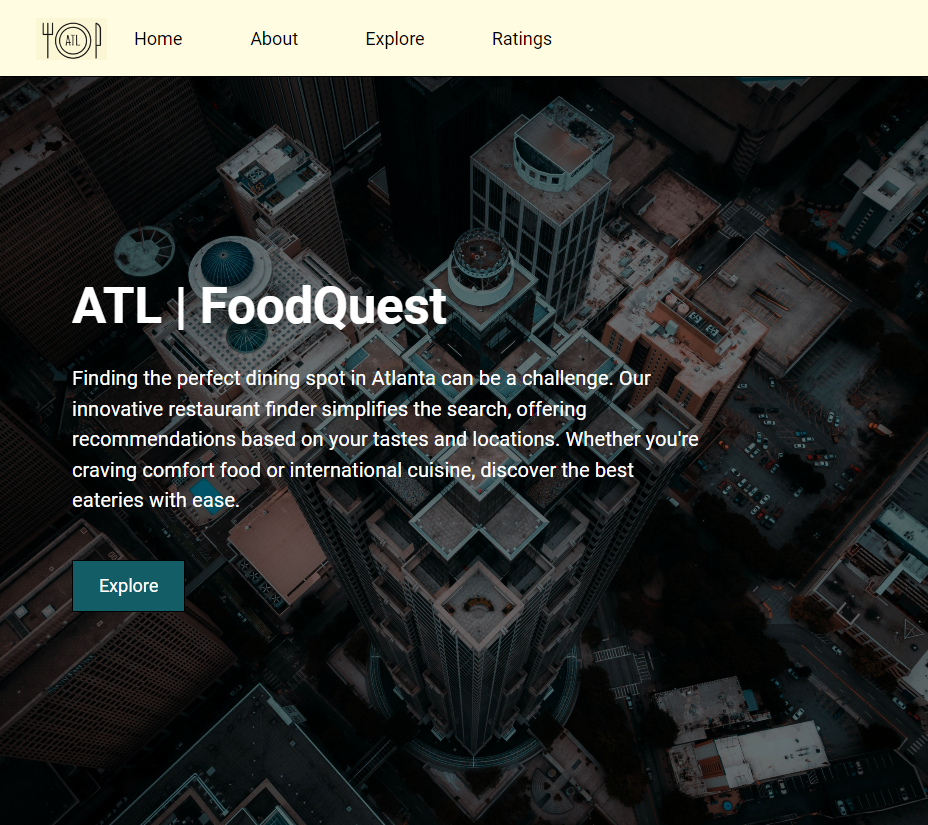 ATL
Home
About
Explore
Ratings
ATL | FoodQuest
Finding the perfect dining spot in Atlanta can be a challenge. Our
innovative restaurant finder simplifies the search, offering
recommendations based on your tastes and locations. Whether you're
craving comfort food or international cuisine, discover the best
eateries with ease.
Explore